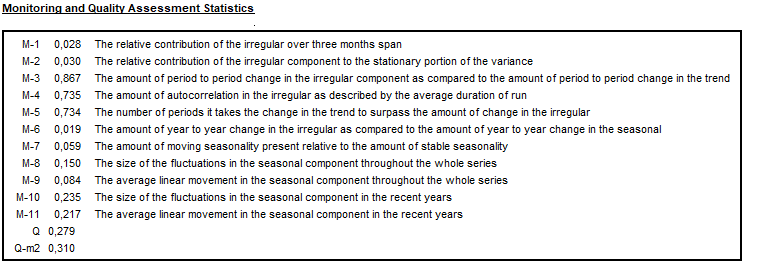 Monitoring and Quality Assessment Statistics
M-1 0,028 The relative contribution of the irregular over three months span
M-2 0,030 The relative contribution of the irregular component to the stationary portion of the variance
M-3 0,867 The amount of period to period change in the irregular component as compared to the amount of period to period change in the trend
M-4 0,735 The amount of autocorrelation in the irregular as described by the average duration of run
M-5 0,734 The number of periods it takes the change in the trend to surpass the amount of change in the irregular
M-6 0,019 The amount of year to year change in the irregular as compared to the amount of year to year change in the seasonal
M-7 0,059 The amount of moving seasonality present relative to the amount of stable seasonality
M-8 0,150 The size of the fluctuations in the seasonal component throughout the whole series
M-9 0,084 The average linear movement in the seasonal component throughout the whole series
M-10 0,235 The size of the fluctuations in the seasonal component in the recent years
M-11 0,217 The average linear movement in the seasonal component in the recent years
Q 0,279
Q-m2 0,310